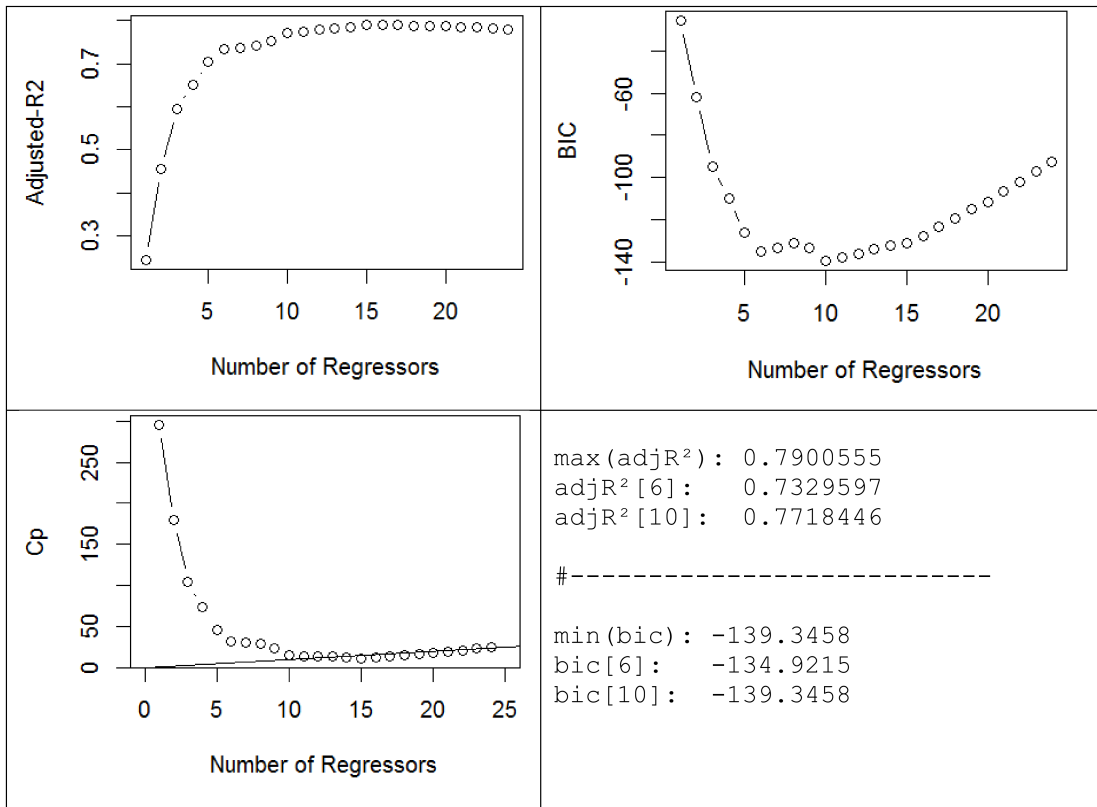 Adjusted-R2
0.7
0.5
0.3
5 10 15 20
Number of Regressors
BIC
-60
-100
-140
5 10 15 20
Number of Regressors
Cp
250
150
50
0
0 5 10 15 20 25
Number of Regressors
max(adjR²): 0.7900555
adjR²[6]: 0.7329597
adjR²[10]: 0.7718446
#----------------------------
min(bic): -139.3458
bic[6]: -134.9215
bic[10]: -139.3458